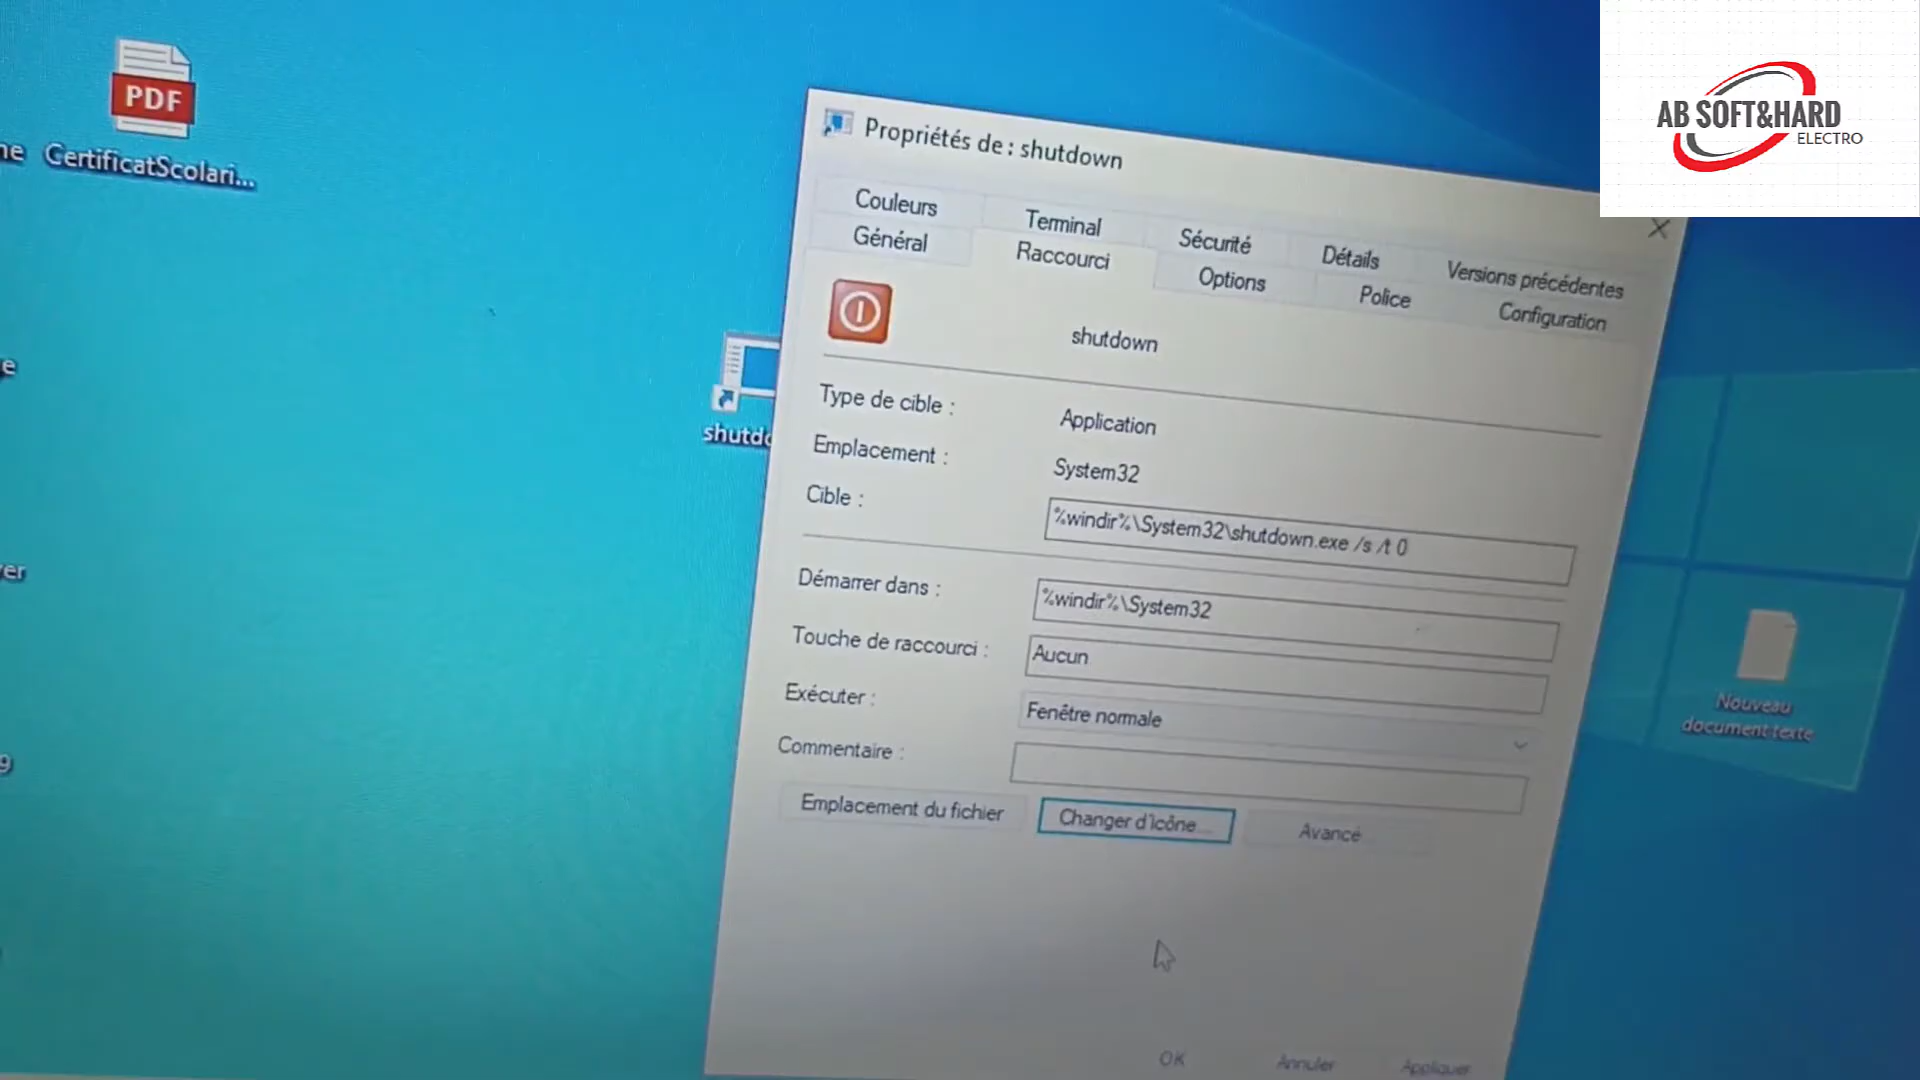 PDF
CertificatScolari...
AB SOFT&HARD
ELECTRO
Propriétés de : shutdown
Couleurs
Terminal
Sécurité
Détails
Versions précédentes
Général
Raccourci
Options
Police
Configuration
shutdown
Type de cible :
Application
Emplacement :
System32
Cible :
%windir%\System32\shutdown.exe /s /t 0
Démarrer dans :
%windir%\System32
Touche de raccourci :
Aucun
Exécuter :
Fenêtre normale
Commentaire :
Emplacement du fichier
Changer d'icône...
Avancé
OK
Annuler
Appliquer
Nouveau
document texte